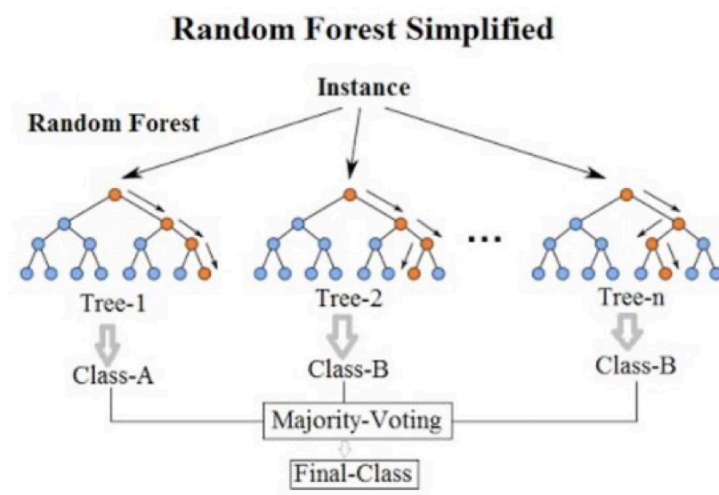 Random Forest Simplified
Instance
Random Forest
...
Tree-1
Tree-2
Tree-n
Class-A
Class-B
Class-B
Majority-Voting
Final-Class